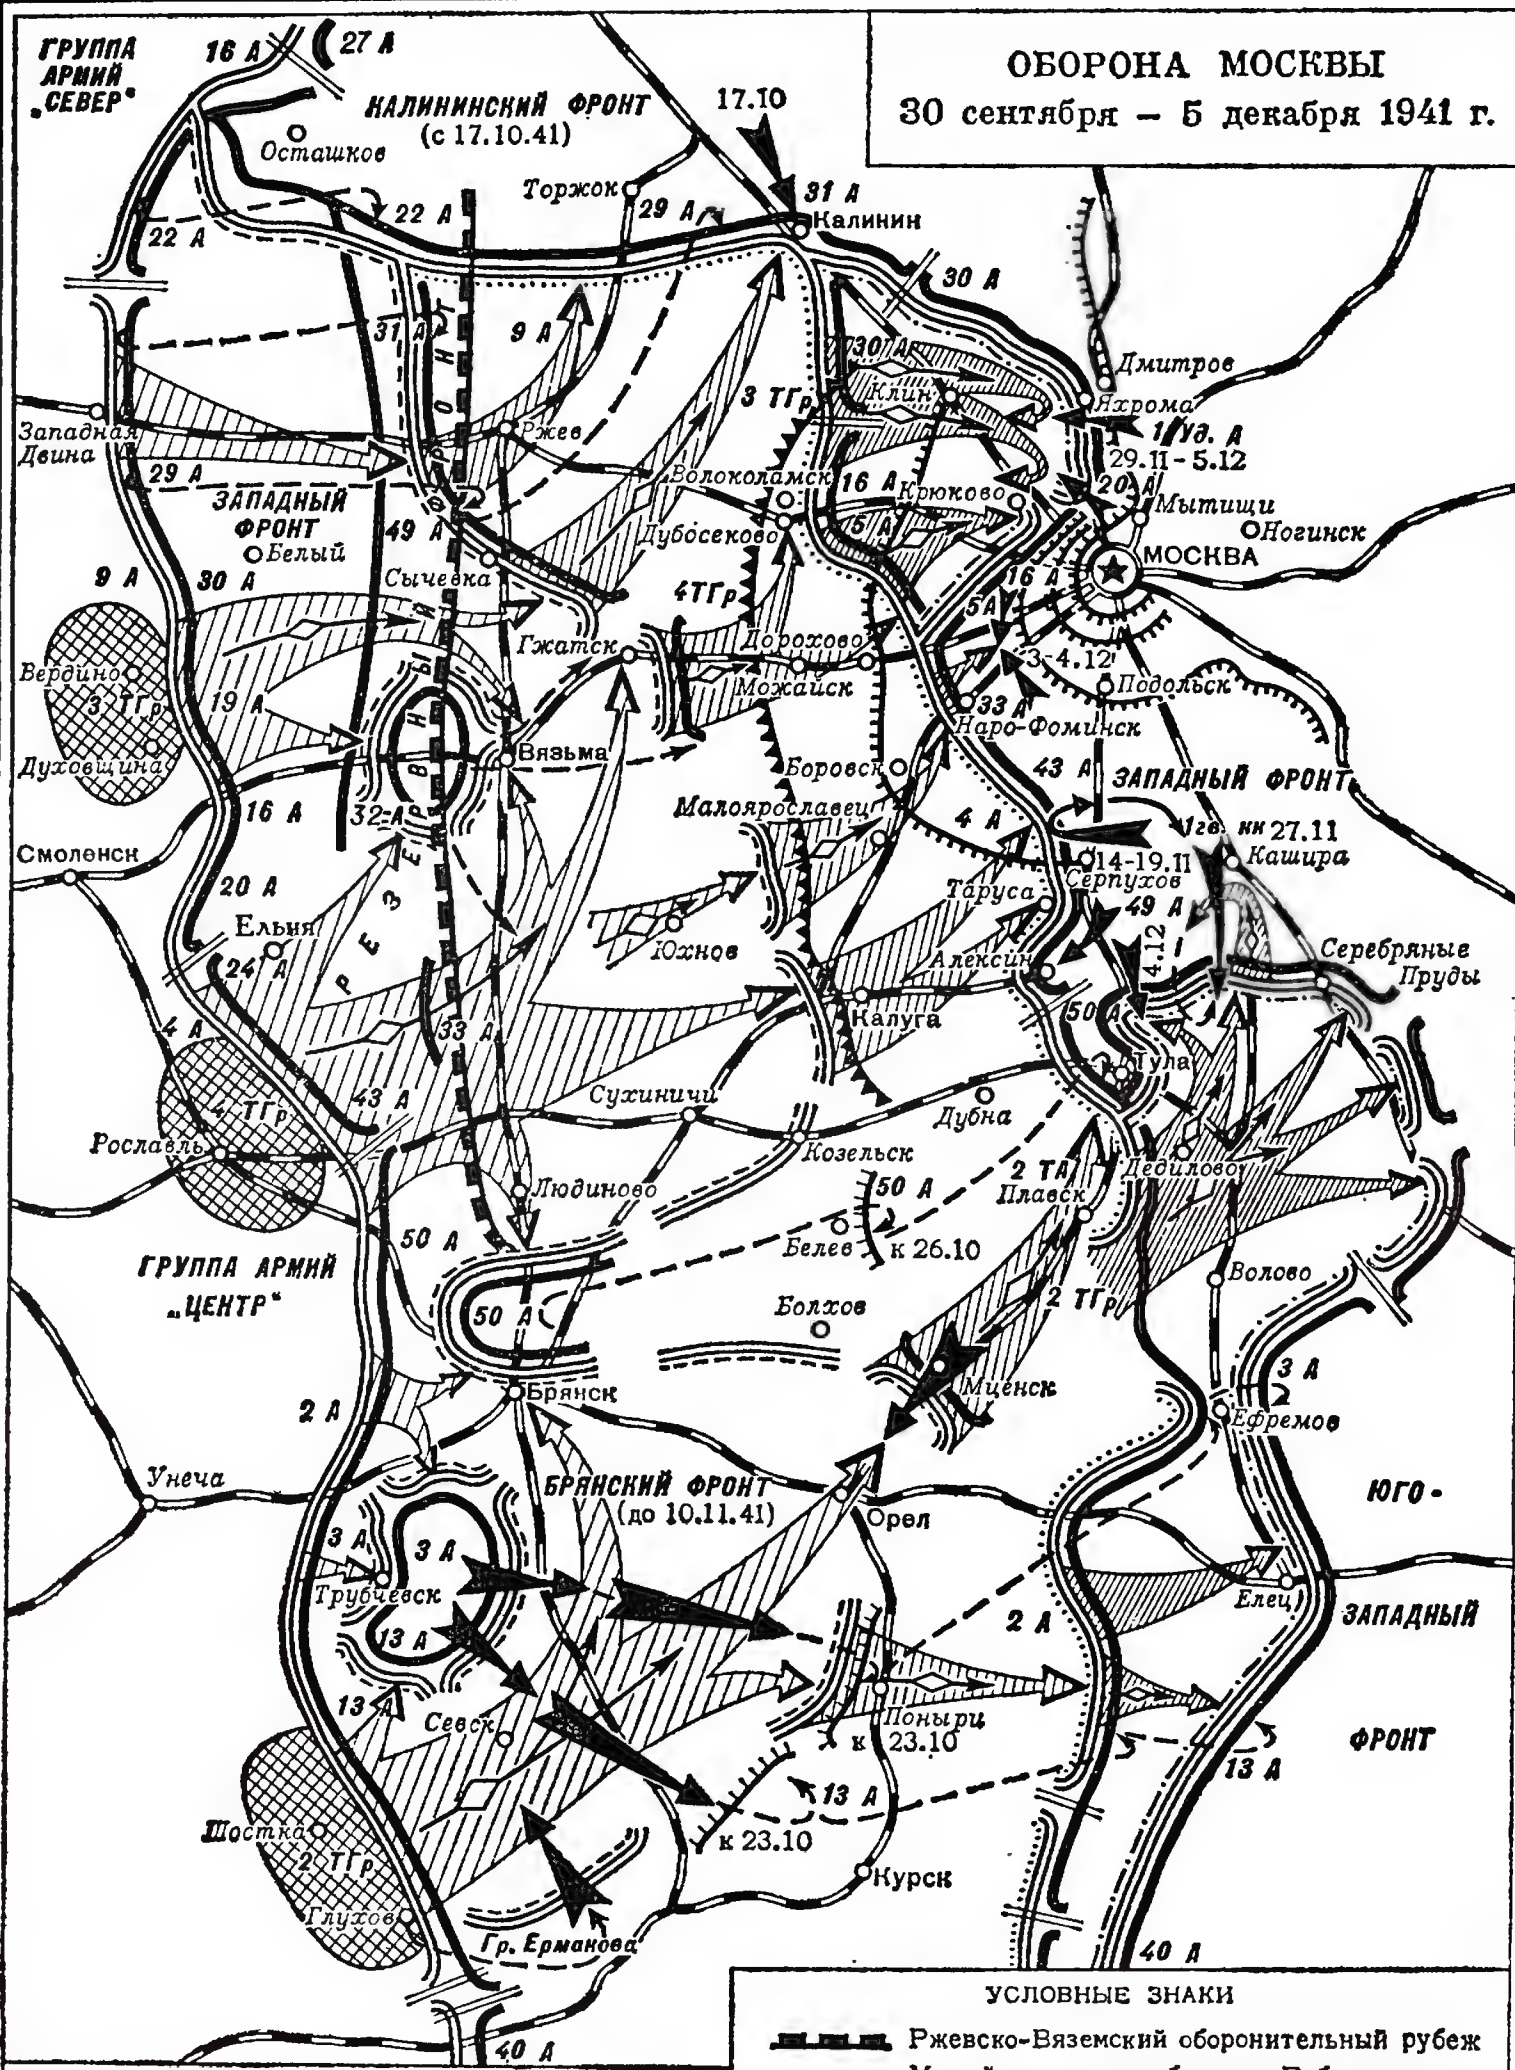 ОБОРОНА МОСКВЫ
30 сентября – 5 декабря 1941 г.
ГРУППА
АРМИЙ
„СЕВЕР"
16 А
27 А
КАЛИНИНСКИЙ ФРОНТ
(с 17.10.41)
17.10
Осташков
Торжок
22 А
29 А
31 А
Калинин
22 А
30 А
31 А
9 А
30 А
Дмитров
3 ТГр
Клин
Яхрома
1 Уд. А
29.11-5.12
Западная
Двина
Ржев
29 А
ЗАПАДНЫЙ
ФРОНТ
Волоколамск
16 А
Крюково
20 А
Мытищи
Ногинск
49 А
Белый
Дубосеково
5 А
МОСКВА
Сычевка
9 А
30 А
4 ТГр
16 А
5 А
Гжатск
Дорохово
3-4.12
Вердино
Можайск
Подольск
3 ТГр
19 А
33 А
Наро-Фоминск
Духовщина
Вязьма
Боровск
43 А
ЗАПАДНЫЙ ФРОНТ
16 А
32 А
Малоярославец
4 А
1 гв. кк 27.11
Смоленск
14-19.11
Кашира
20 А
Таруса
Серпухов
49 А
Ельня
РЕЗЕРВНЫЙ ФРОНТ
Юхнов
4.12
Серебряные
Пруды
24 А
Алексин
4 А
33 А
Калуга
50 А
Тула
4 ТГр
43 А
Сухиничи
Дубна
Рославль
Козельск
Людиново
50 А
2 ТА
Плавск
Дедилово
50 А
Белев
к 26.10
ГРУППА АРМИЙ
„ЦЕНТР"
Волово
50 А
Болхов
2 ТГр
3 А
2 А
Брянск
Мценск
Ефремов
Унеча
БРЯНСКИЙ ФРОНТ
(до 10.11.41)
Орел
ЮГО-
3 А
3 А
Трубчевск
Елец
2 А
ЗАПАДНЫЙ
13 А
13 А
Севск
Поныри
к 23.10
ФРОНТ
13 А
13 А
Шостка
2 ТГр
к 23.10
Курск
Глухов
Гр. Ермакова
40 А
40 А
УСЛОВНЫЕ ЗНАКИ
Ржевско-Вяземский оборонительный рубеж